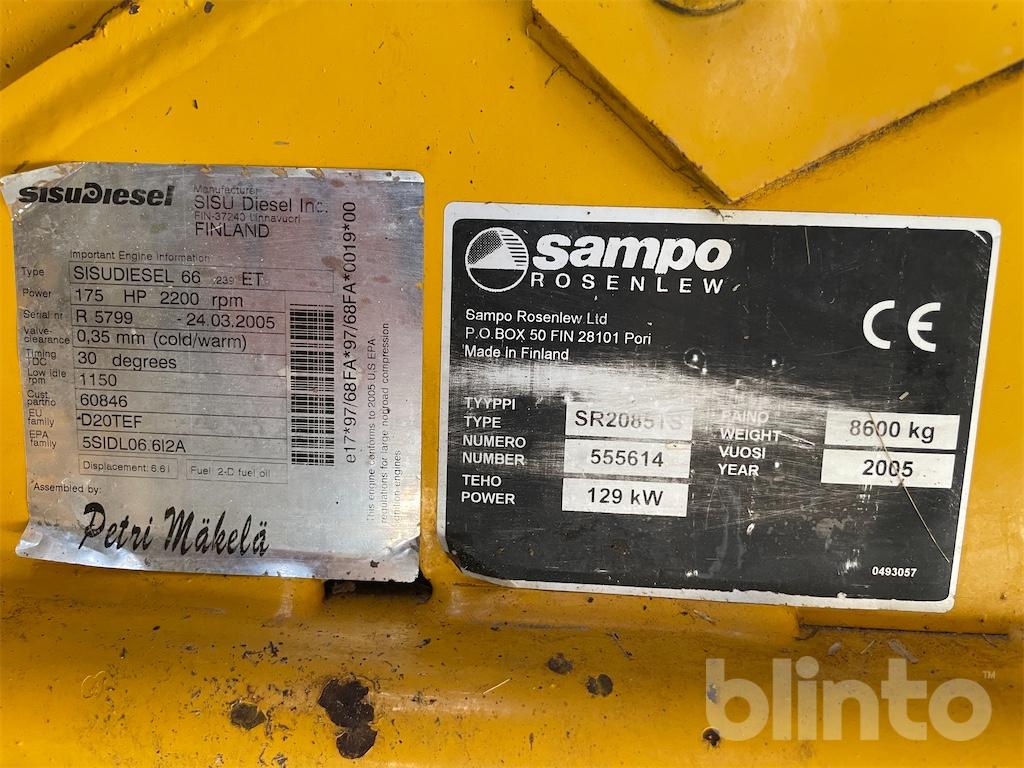 sisuDiesel
Manufacturer
SISU Diesel Inc.
FIN-37240 Linnavuori
FINLAND
Important Engine Information
Type SISUDIESEL 66 239 ET
Power 175 HP 2200 rpm
Serial nr R 5799 - 24.03.2005
Valve-clearance 0,35 mm (cold/warm)
Timing TDC 30 degrees
Low idle rpm 1150
Cust. partno 60846
EU family D20TEF
EPA family 5SIDL06.6I2A
Displacement: 6.6 l Fuel 2-D fuel oil
Assembled by:
Petri Mäkelä
e17*97/68FA*97/68FA*0019*00
This engine conforms to 2005 U.S EPA
regulations for large nonroad compression
ignition engines.
sampo
ROSENLEW
Sampo Rosenlew Ltd
P.O.BOX 50 FIN 28101 Pori
Made in Finland
CE
TYYPPI
TYPE SR2085TS
NUMERO
NUMBER 555614
TEHO
POWER 129 kW
PAINO
WEIGHT 8600 kg
VUOSI
YEAR 2005
0493057
blinto™